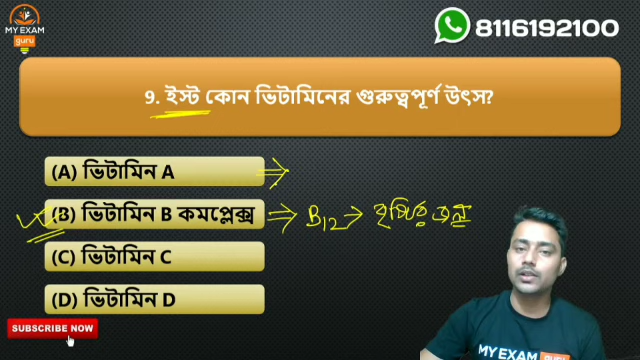 MY EXAM
guru
8116192100
9. ইস্ট কোন ভিটামিনের গুরুত্বপূর্ণ উৎস?
(A) ভিটামিন A
(B) ভিটামিন B কমপ্লেক্স ⇒ B12 →
(C) ভিটামিন C
(D) ভিটামিন D
SUBSCRIBE NOW
MY EXAM